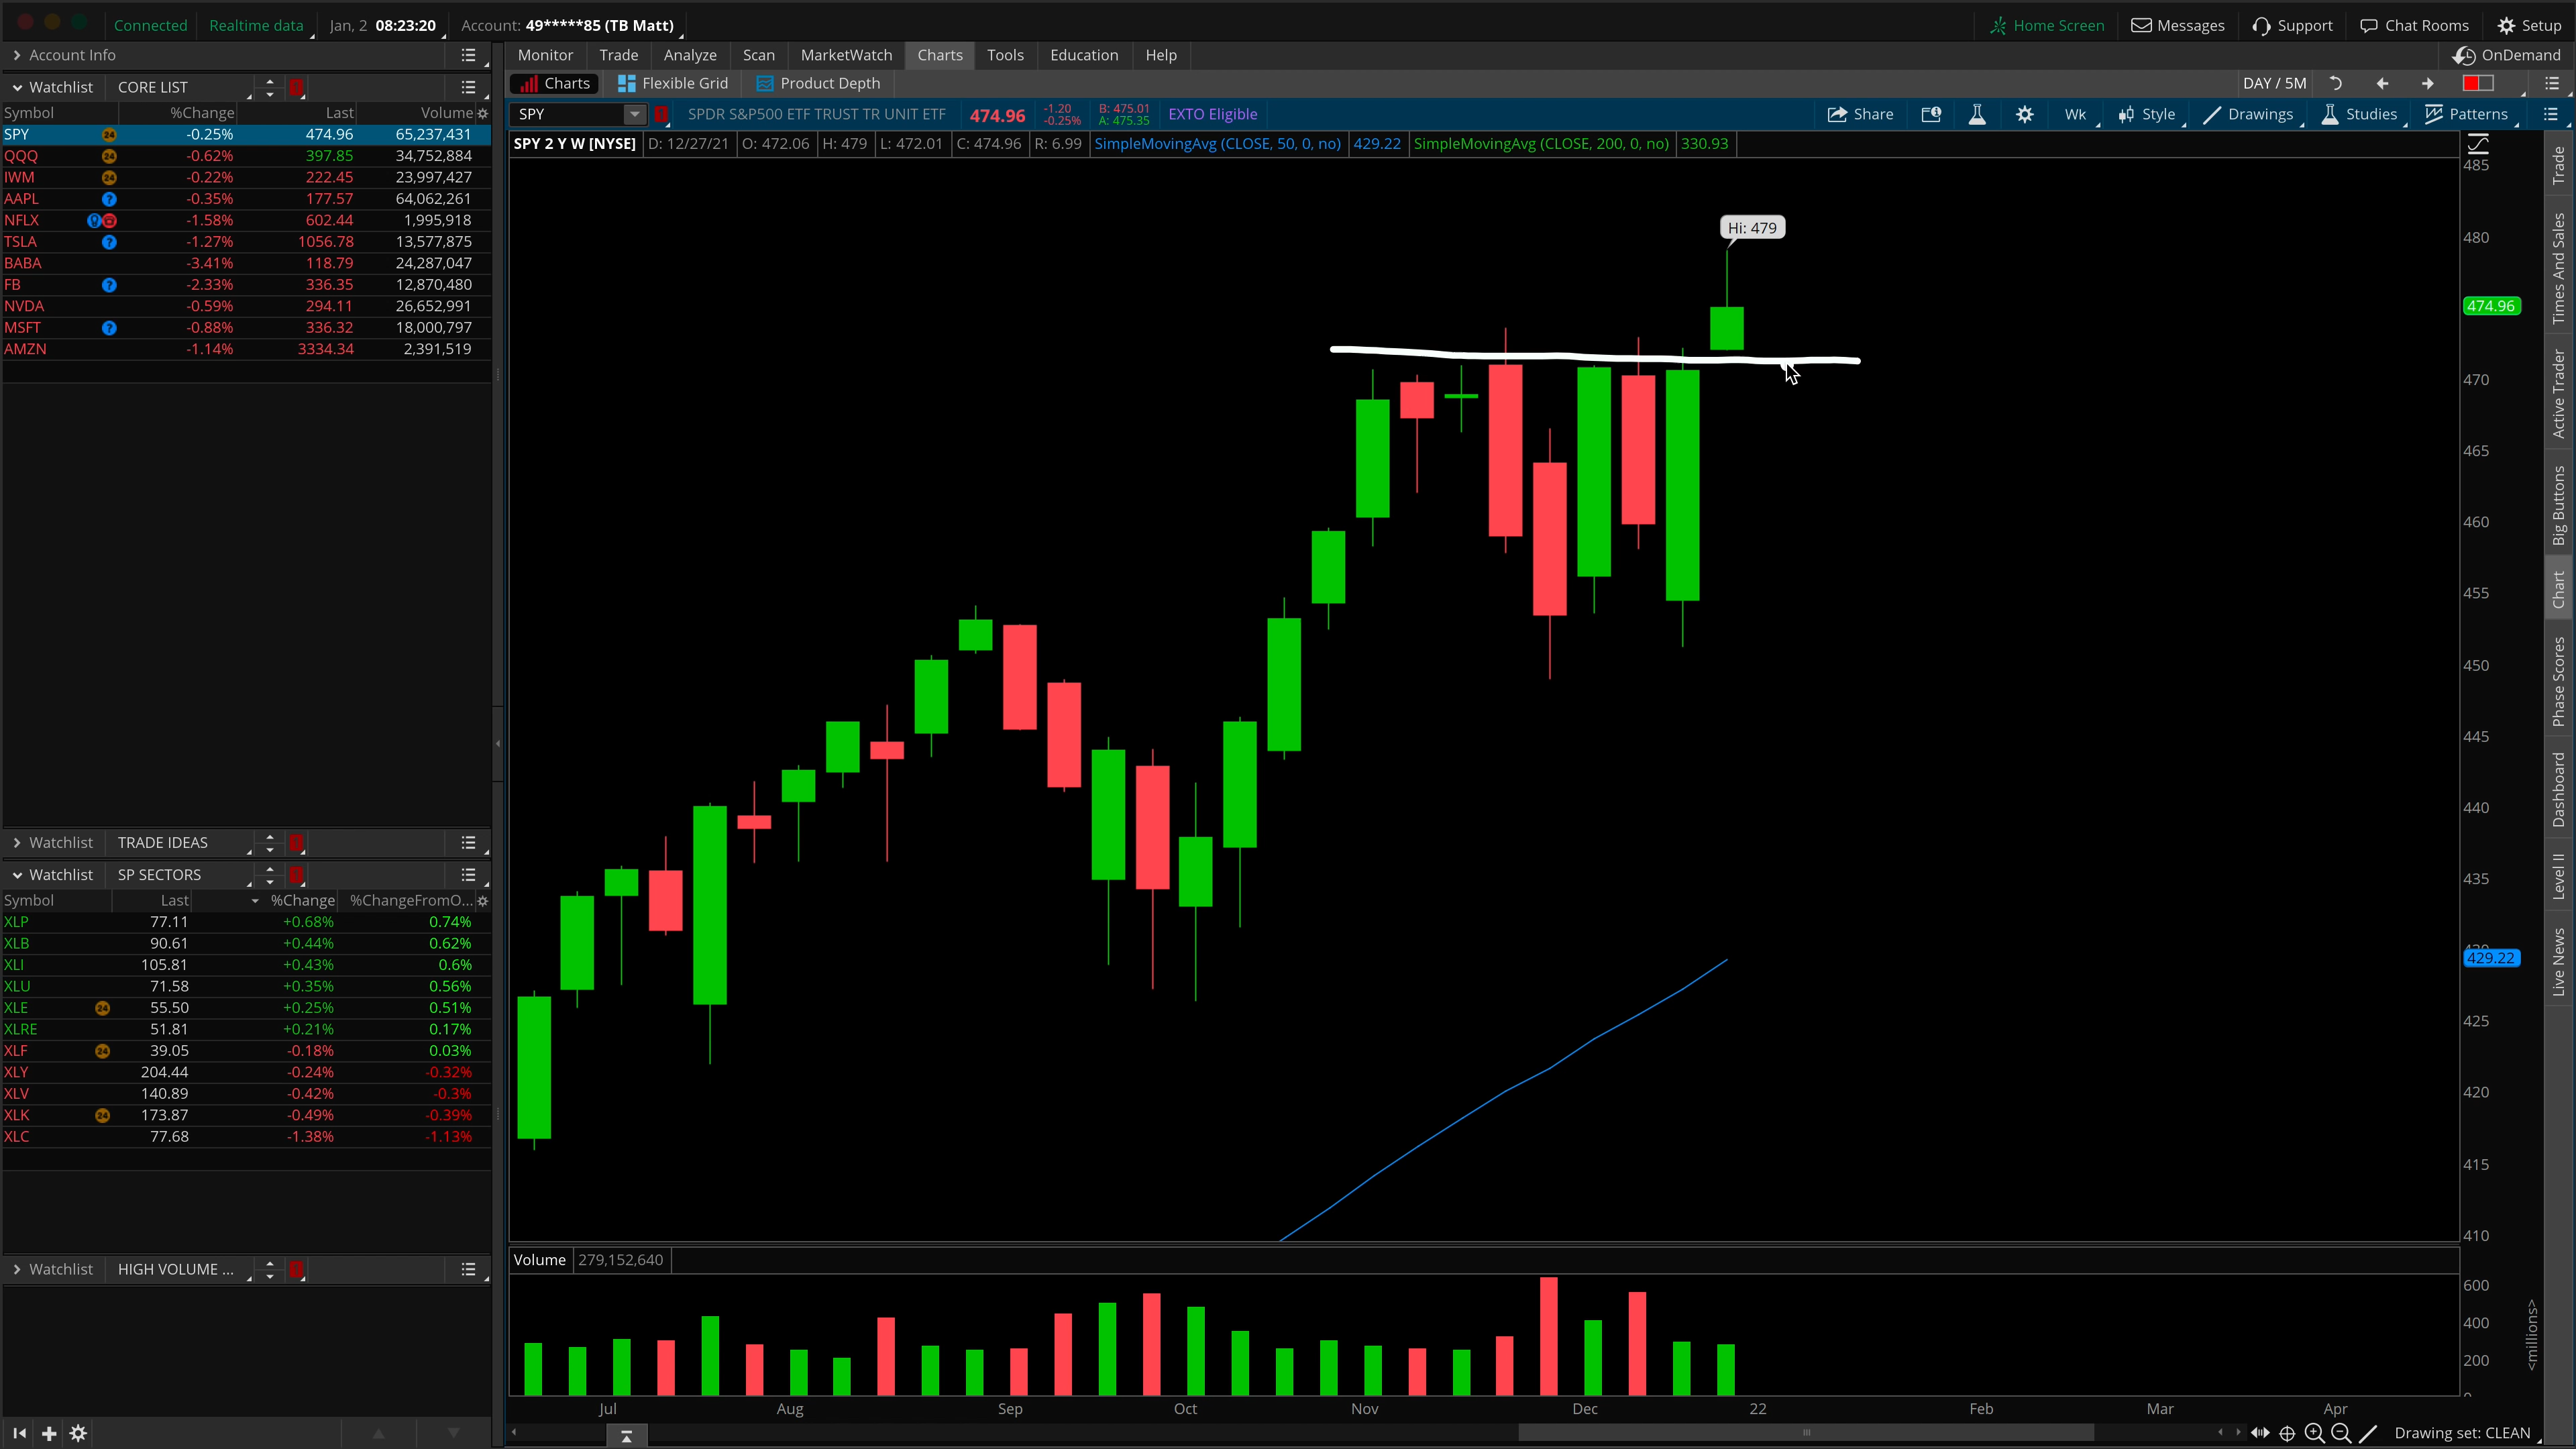 Connected Realtime data Jan, 2 08:23:20 Account: 49*****85 (TB Matt) Home Screen Messages Support Chat Rooms Setup
Account Info
Monitor Trade Analyze Scan MarketWatch Charts Tools Education Help OnDemand
Watchlist CORE LIST
Charts Flexible Grid Product Depth DAY / 5M
Symbol %Change Last Volume
SPY SPDR S&P500 ETF TRUST TR UNIT ETF 474.96 -1.20 -0.25% B: 475.01 A: 475.35 EXTO Eligible Share Wk Style Drawings Studies Patterns
SPY 2 Y W [NYSE] D: 12/27/21 O: 472.06 H: 479 L: 472.01 C: 474.96 R: 6.99 SimpleMovingAvg (CLOSE, 50, 0, no) 429.22 SimpleMovingAvg (CLOSE, 200, 0, no) 330.93
SPY 24 -0.25% 474.96 65,237,431
QQQ 24 -0.62% 397.85 34,752,884
IWM 24 -0.22% 222.45 23,997,427
AAPL ? -0.35% 177.57 64,062,261
NFLX -1.58% 602.44 1,995,918
TSLA ? -1.27% 1056.78 13,577,875
BABA -3.41% 118.79 24,287,047
FB ? -2.33% 336.35 12,870,480
NVDA -0.59% 294.11 26,652,991
MSFT ? -0.88% 336.32 18,000,797
AMZN -1.14% 3334.34 2,391,519
Watchlist TRADE IDEAS
Watchlist SP SECTORS
Symbol Last %Change %ChangeFromO...
XLP 77.11 +0.68% 0.74%
XLB 90.61 +0.44% 0.62%
XLI 105.81 +0.43% 0.6%
XLU 71.58 +0.35% 0.56%
XLE 24 55.50 +0.25% 0.51%
XLRE 51.81 +0.21% 0.17%
XLF 24 39.05 -0.18% 0.03%
XLY 204.44 -0.24% -0.32%
XLV 140.89 -0.42% -0.3%
XLK 24 173.87 -0.49% -0.39%
XLC 77.68 -1.38% -1.13%
Watchlist HIGH VOLUME ...
Hi: 479
485
480
474.96
470
465
460
455
450
445
440
435
429.22
425
420
415
410
Volume 279,152,640
600
400
200
<millions>
Jul Aug Sep Oct Nov Dec 22 Feb Mar Apr
Drawing set: CLEAN
Trade
Times And Sales
Active Trader
Big Buttons
Chart
Phase Scores
Dashboard
Level II
Live News